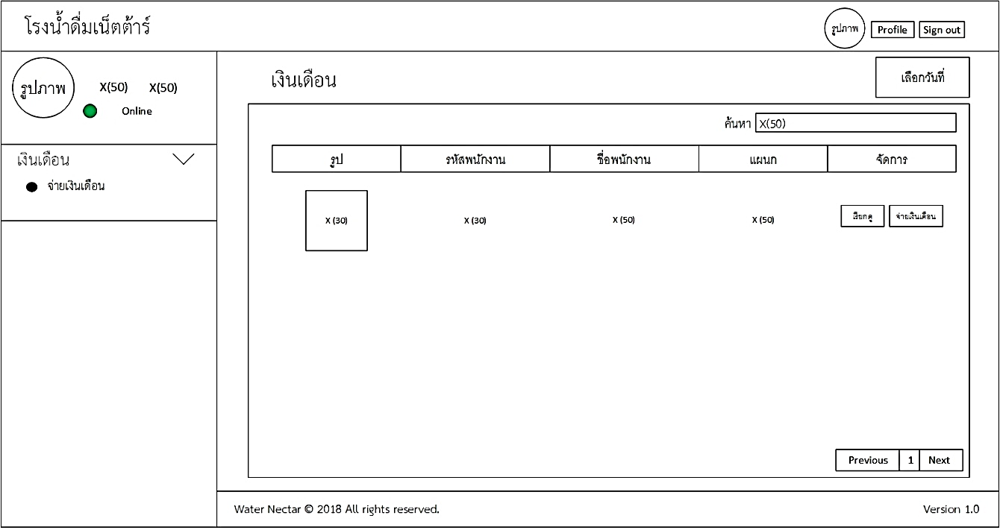 โรงน้ำดื่มเน็ตต้าร์
รูปภาพ Profile Sign out
รูปภาพ X(50) X(50)
Online
เงินเดือน
จ่ายเงินเดือน
เงินเดือน เลือกวันที่
ค้นหา X(50)
รูป รหัสพนักงาน ชื่อพนักงาน แผนก จัดการ
X (30) X (30) X (50) X (50) เรียกดู จ่ายเงินเดือน
Previous 1 Next
Water Nectar © 2018 All rights reserved. Version 1.0